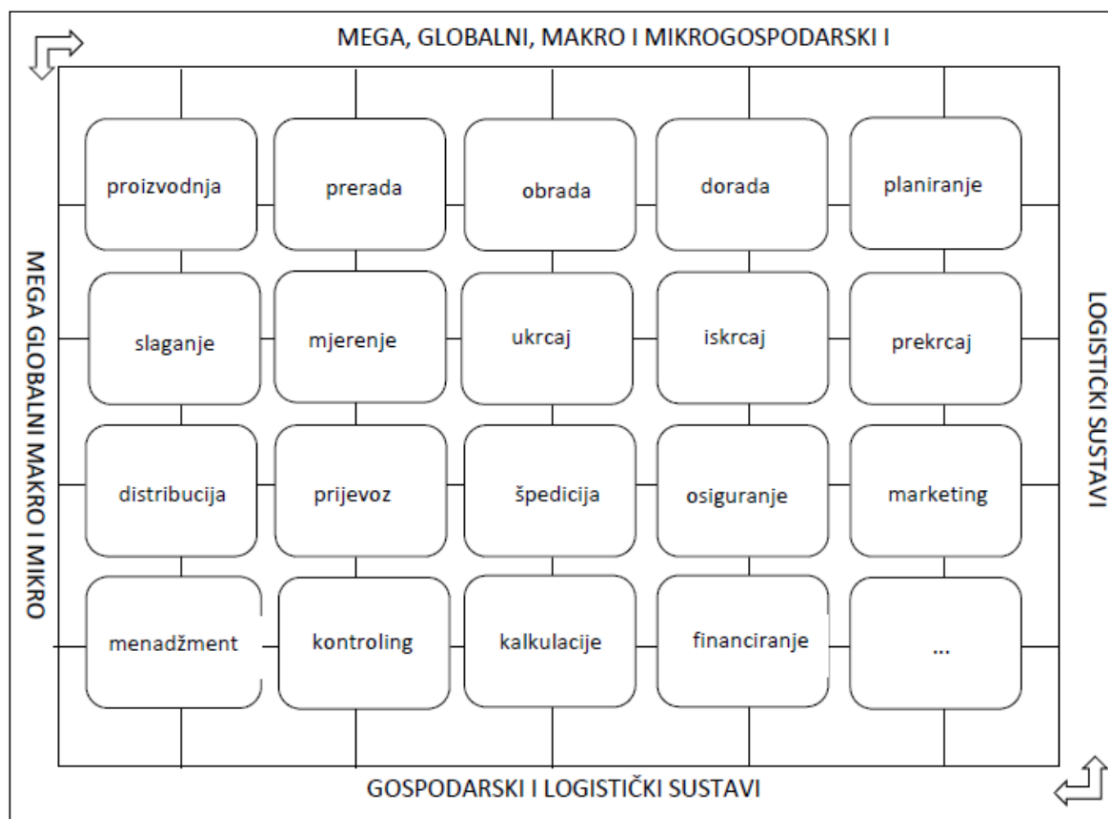 MEGA, GLOBALNI, MAKRO I MIKROGOSPODARSKI I
MEGA GLOBALNI MAKRO I MIKRO
LOGISTIČKI SUSTAVI
proizvodnja
prerada
obrada
dorada
planiranje
slaganje
mjerenje
ukrcaj
iskrcaj
prekrcaj
distribucija
prijevoz
špedicija
osiguranje
marketing
menadžment
kontroling
kalkulacije
financiranje
...
GOSPODARSKI I LOGISTIČKI SUSTAVI